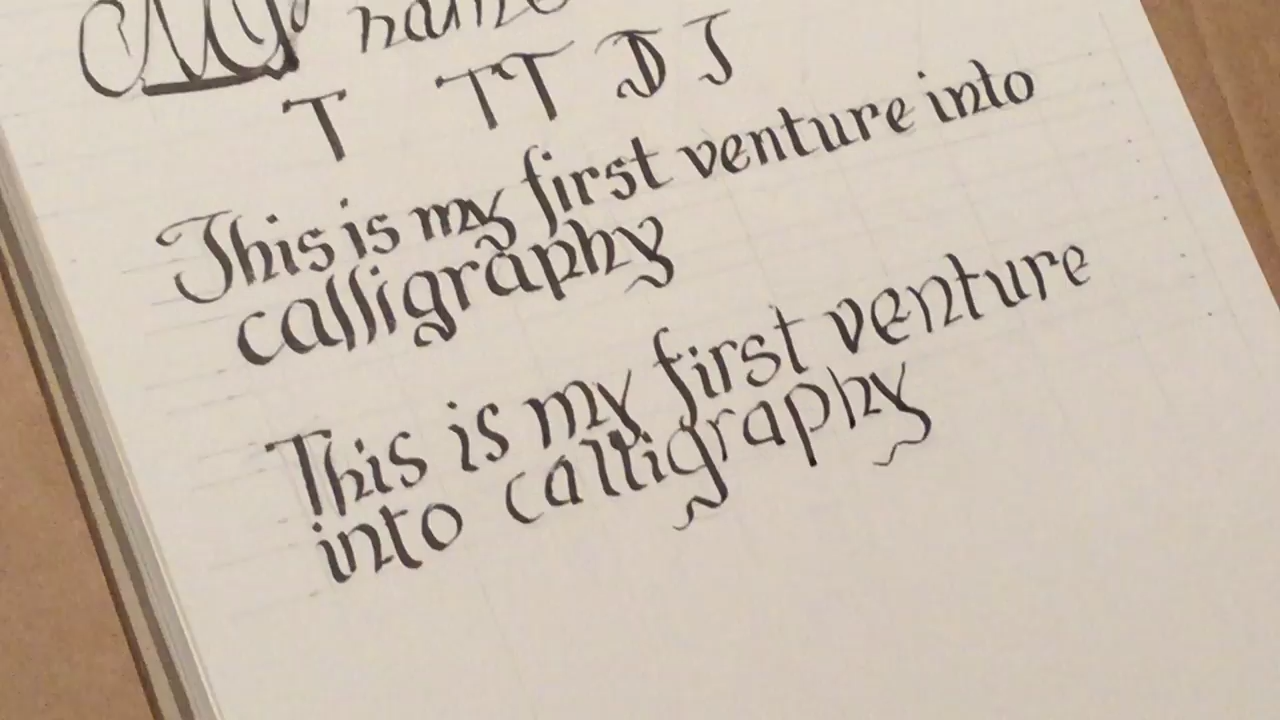 My name
T TT D J
This is my first venture into
calligraphy
This is my first venture
into calligraphy